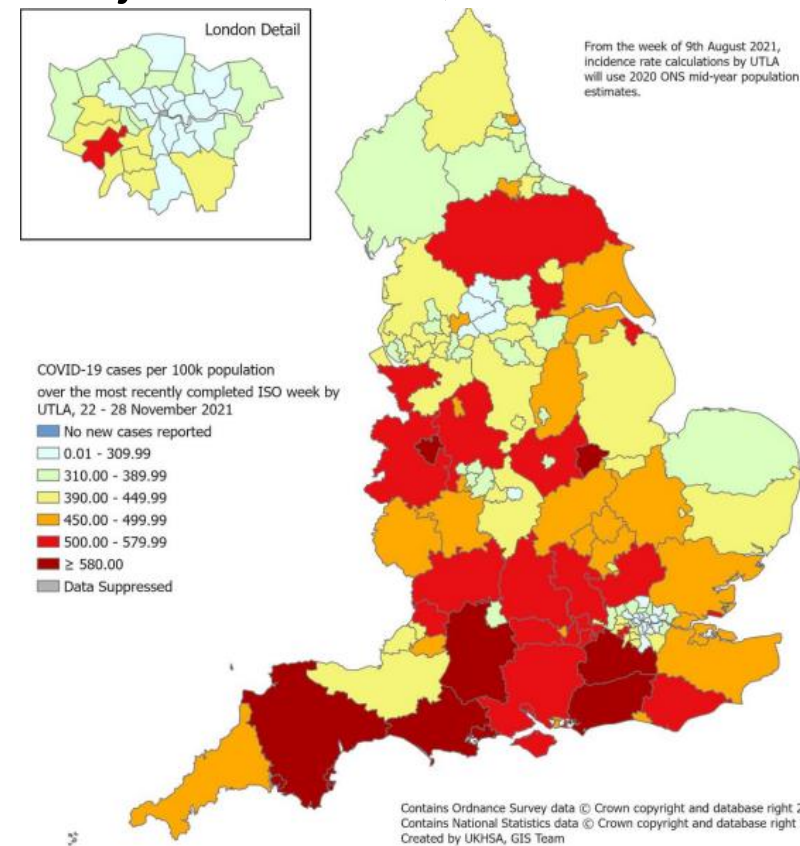 London Detail
From the week of 9th August 2021,
incidence rate calculations by UTLA
will use 2020 ONS mid-year population
estimates.
COVID-19 cases per 100k population
over the most recently completed ISO week by
UTLA, 22 - 28 November 2021
No new cases reported
0.01 - 309.99
310.00 - 389.99
390.00 - 449.99
450.00 - 499.99
500.00 - 579.99
≥ 580.00
Data Suppressed
Contains Ordnance Survey data © Crown copyright and database right 2
Contains National Statistics data © Crown copyright and database right
Created by UKHSA, GIS Team